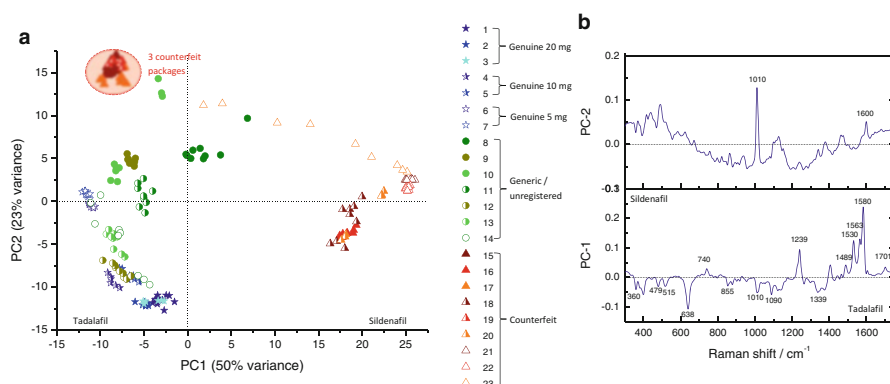 a
3 counterfeit
packages
15
10
5
0
-5
-10
-15
PC2 (23% variance)
Tadalafil
Sildenafil
-15 -10 -5 0 5 10 15 20 25
PC1 (50% variance)
1
2
3
Genuine 20 mg
4
5
Genuine 10 mg
6
7
Genuine 5 mg
8
9
10
11
12
13
14
Generic /
unregistered
15
16
17
18
19
20
21
22
23
Counterfeit
b
0.2
0.1
0.0
PC-2
1010
1600
Sildenafil
0.2
0.1
0.0
-0.1
PC-1
360
479
515
638
740
855
1010
1090
1239
1339
1489
1530
1563
1580
1701
Tadalafil
400 600 800 1000 1200 1400 1600
Raman shift / cm-1